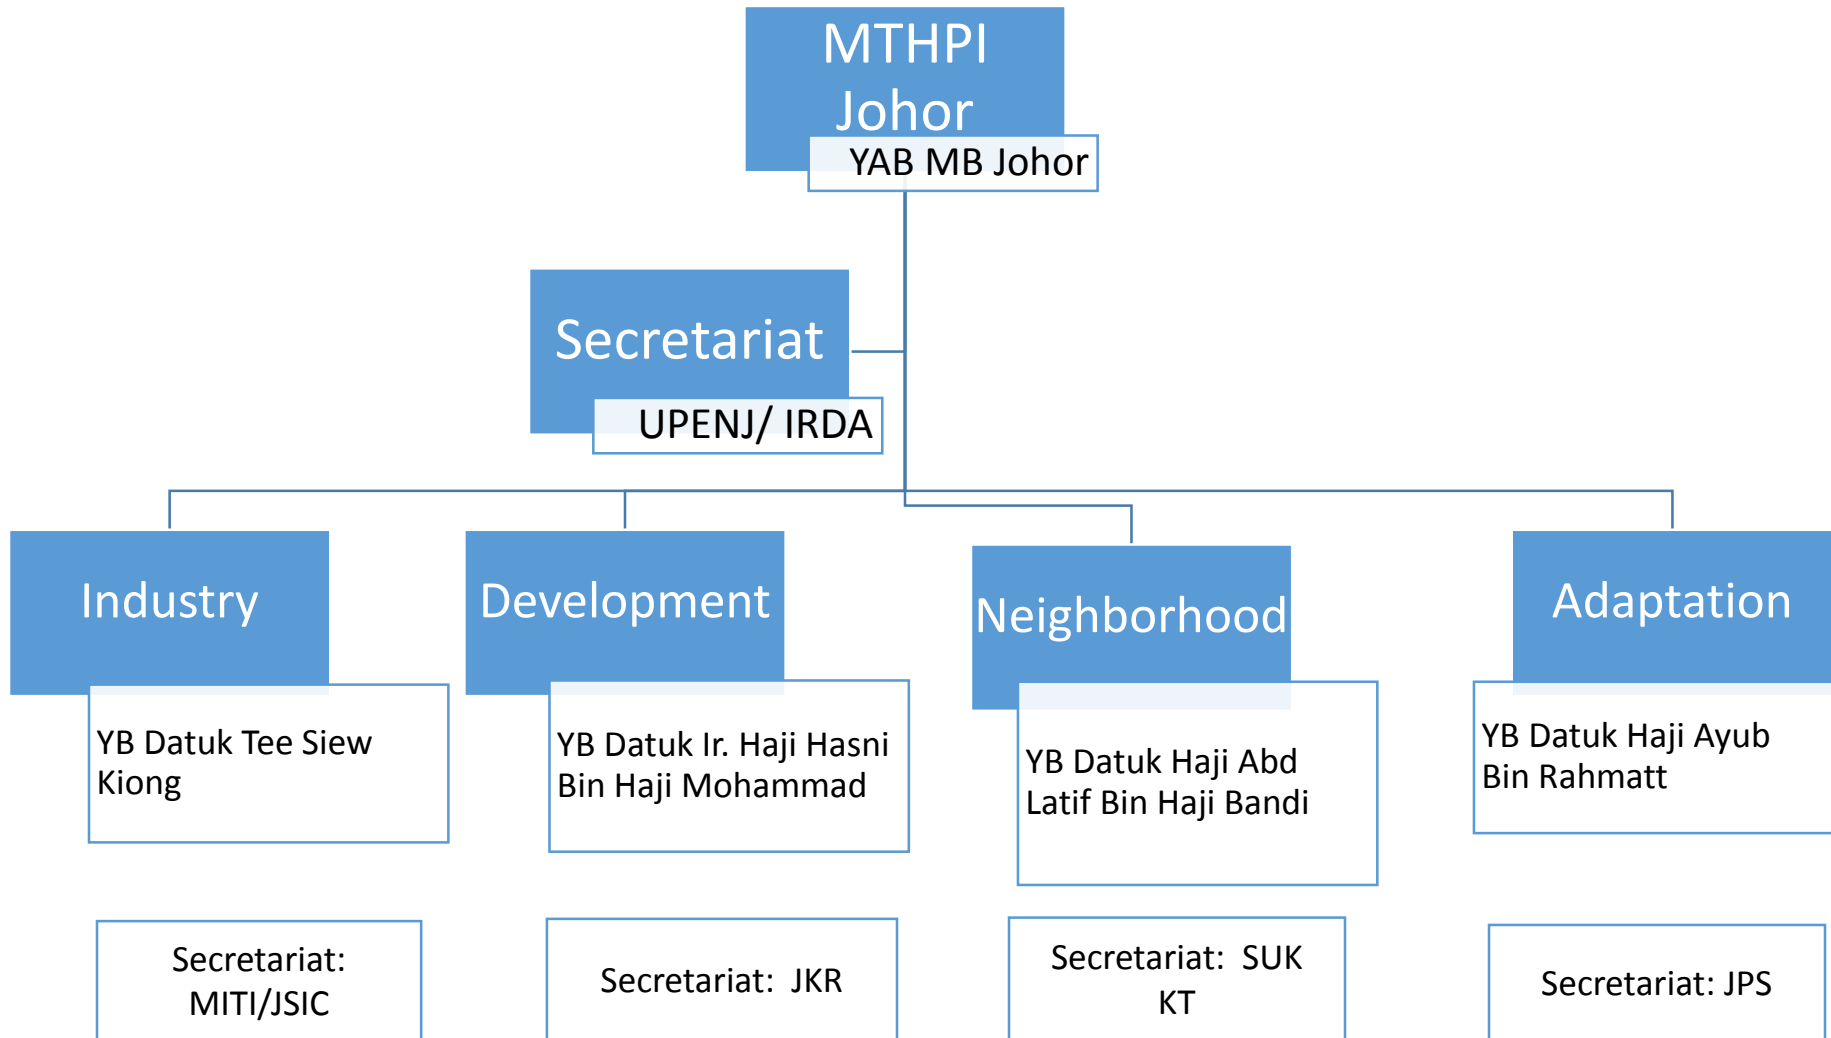 MTHPI
Johor
YAB MB Johor
Secretariat
UPENJ/ IRDA
Industry
YB Datuk Tee Siew
Kiong
Secretariat:
MITI/JSIC
Development
YB Datuk Ir. Haji Hasni
Bin Haji Mohammad
Secretariat: JKR
Neighborhood
YB Datuk Haji Abd
Latif Bin Haji Bandi
Secretariat: SUK
KT
Adaptation
YB Datuk Haji Ayub
Bin Rahmatt
Secretariat: JPS